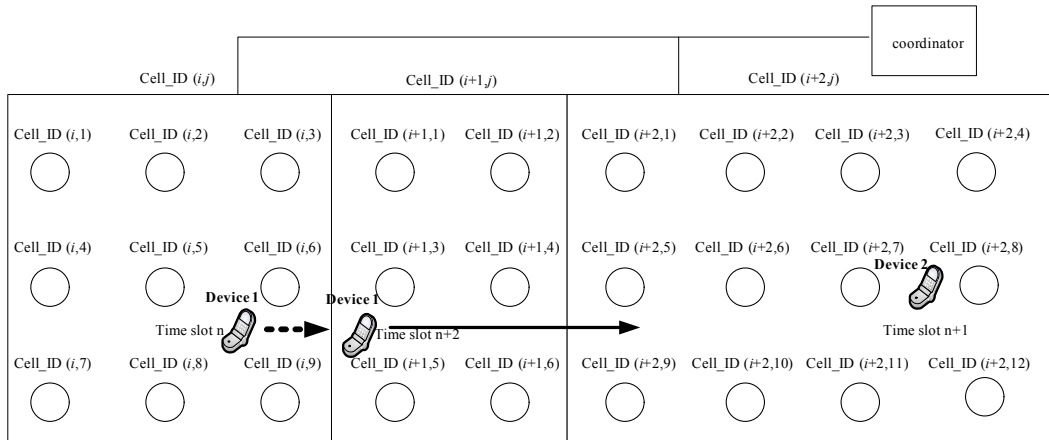 coordinator
Cell_ID (i,j) Cell_ID (i+1,j) Cell_ID (i+2,j)
Cell_ID (i,1) Cell_ID (i,2) Cell_ID (i,3) Cell_ID (i+1,1) Cell_ID (i+1,2) Cell_ID (i+2,1) Cell_ID (i+2,2) Cell_ID (i+2,3) Cell_ID (i+2,4)
Cell_ID (i,4) Cell_ID (i,5) Cell_ID (i,6) Cell_ID (i+1,3) Cell_ID (i+1,4) Cell_ID (i+2,5) Cell_ID (i+2,6) Cell_ID (i+2,7) Cell_ID (i+2,8)
Device 2
Device 1 Device 1
Time slot n Time slot n+2 Time slot n+1
Cell_ID (i,7) Cell_ID (i,8) Cell_ID (i,9) Cell_ID (i+1,5) Cell_ID (i+1,6) Cell_ID (i+2,9) Cell_ID (i+2,10) Cell_ID (i+2,11) Cell_ID (i+2,12)